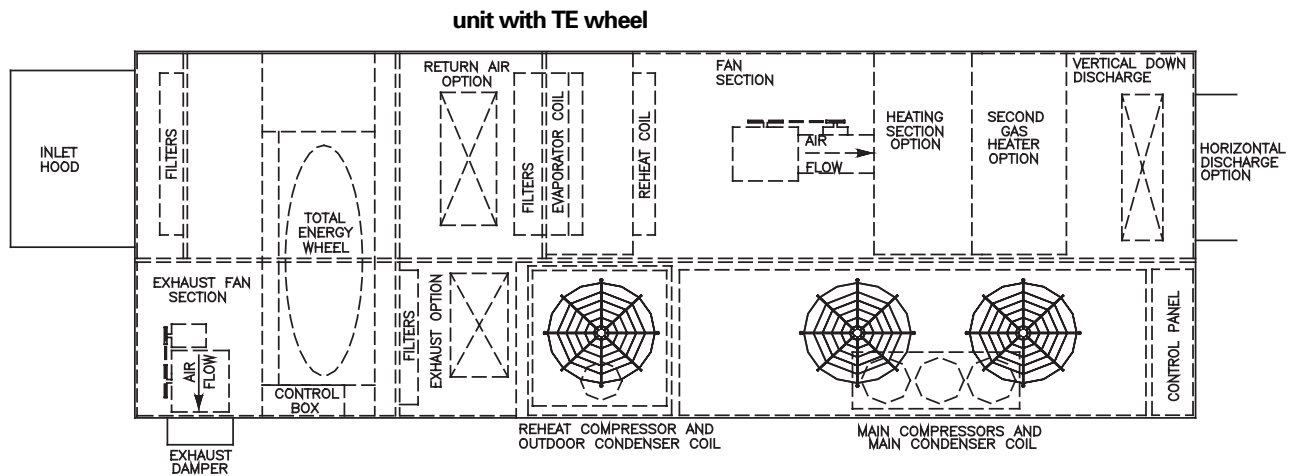 unit with TE wheel
INLET
HOOD
FILTERS
TOTAL
ENERGY
WHEEL
RETURN AIR
OPTION
FILTERS
EVAPORATOR COIL
REHEAT COIL
FAN
SECTION
AIR
FLOW
HEATING
SECTION
OPTION
SECOND
GAS
HEATER
OPTION
VERTICAL DOWN
DISCHARGE
HORIZONTAL
DISCHARGE
OPTION
EXHAUST FAN
SECTION
AIR
FLOW
CONTROL
BOX
FILTERS
EXHAUST OPTION
CONTROL PANEL
EXHAUST
DAMPER
REHEAT COMPRESSOR AND
OUTDOOR CONDENSER COIL
MAIN COMPRESSORS AND
MAIN CONDENSER COIL